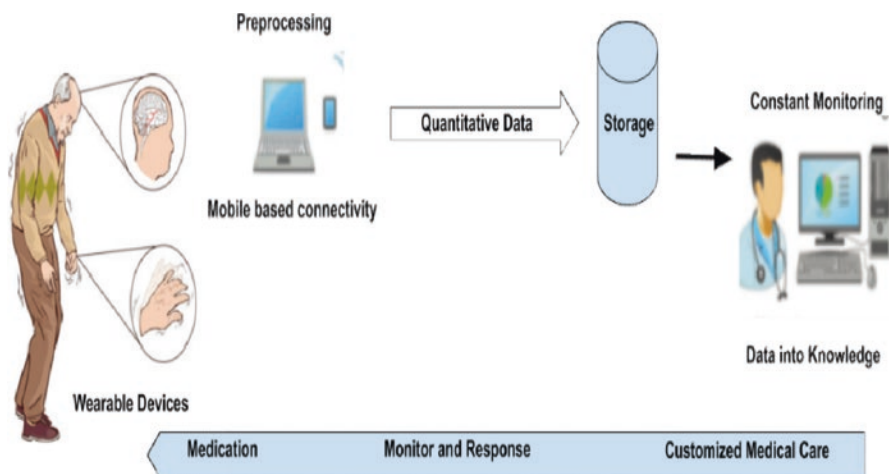 Preprocessing
Mobile based connectivity
Quantitative Data
Storage
Constant Monitoring
Data into Knowledge
Wearable Devices
Medication
Monitor and Response
Customized Medical Care